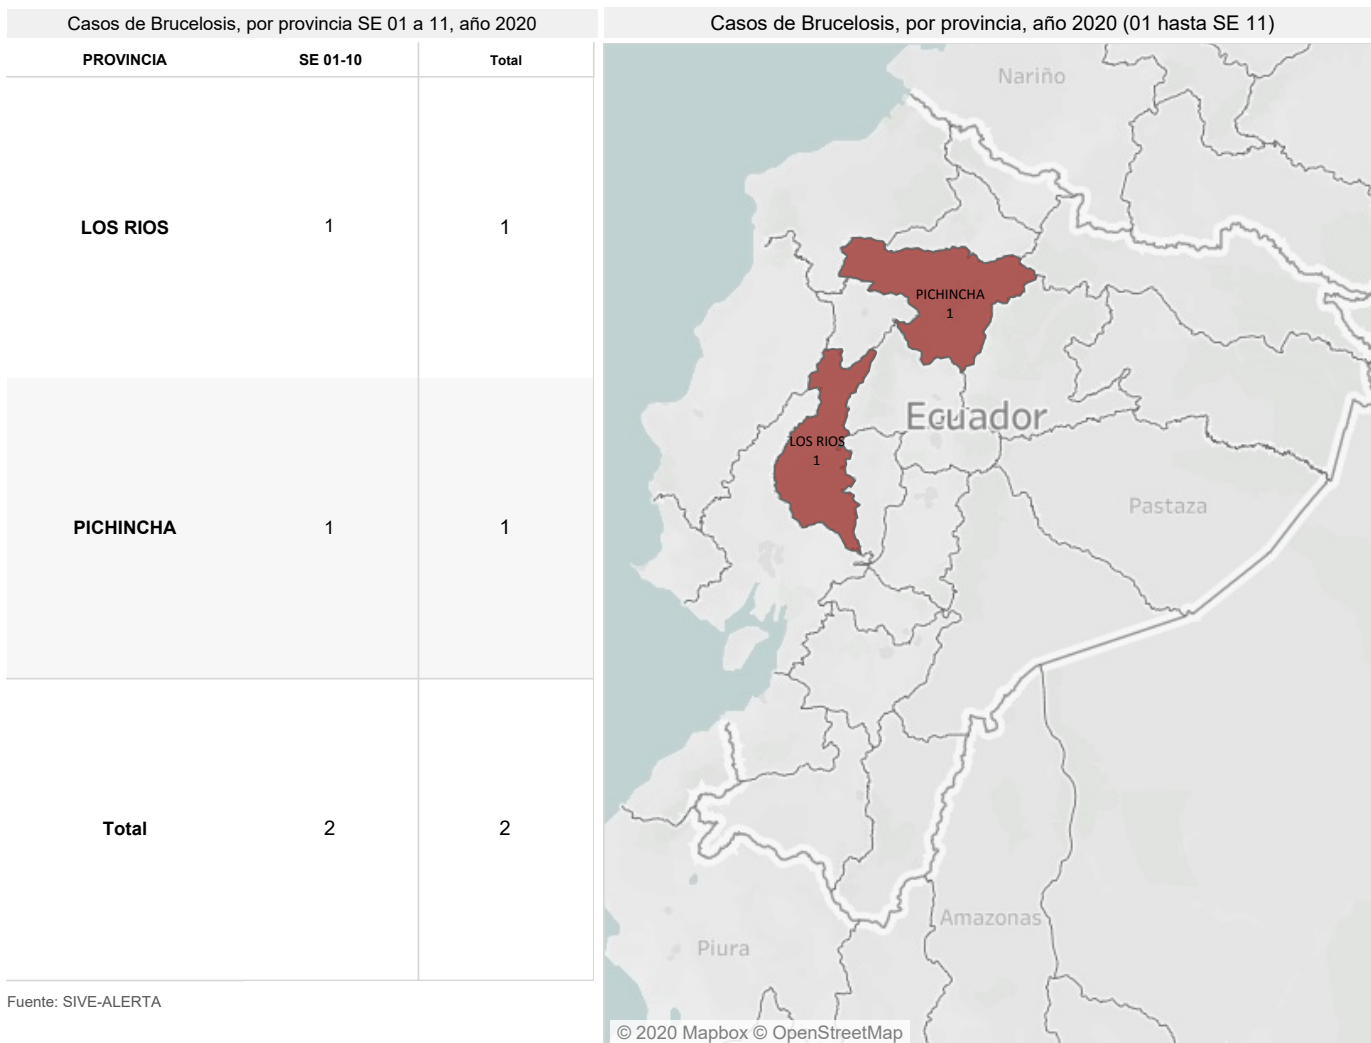 Casos de Brucelosis, por provincia SE 01 a 11, año 2020
PROVINCIA SE 01-10 Total
LOS RIOS 1 1
PICHINCHA 1 1
Total 2 2
Fuente: SIVE-ALERTA
Casos de Brucelosis, por provincia, año 2020 (01 hasta SE 11)
Nariño
PICHINCHA
1
Ecuador
LOS RIOS
1
Pastaza
Amazonas
Piura
© 2020 Mapbox © OpenStreetMap